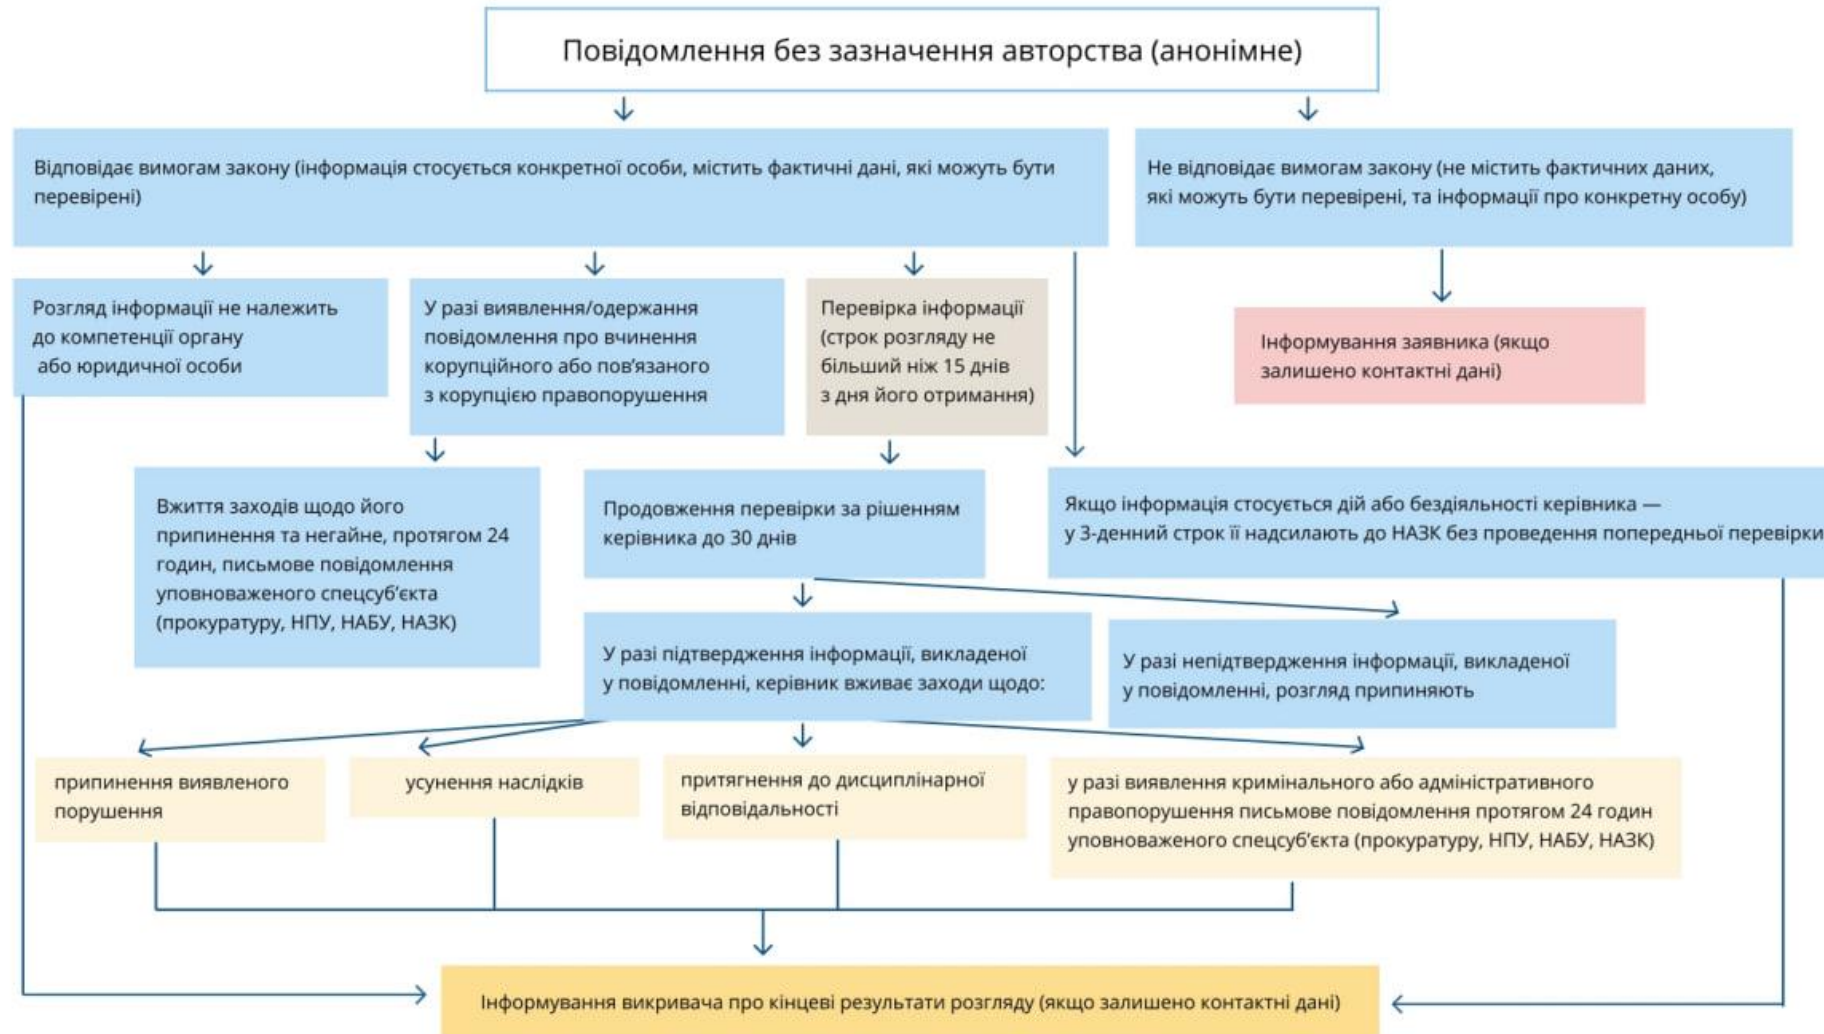 Повідомлення без зазначення авторства (анонімне)
Відповідає вимогам закону (інформація стосується конкретної особи, містить фактичні дані, які можуть бути
перевірені)
Не відповідає вимогам закону (не містить фактичних даних,
які можуть бути перевірені, та інформації про конкретну особу)
Розгляд інформації не належить
до компетенції органу
або юридичної особи
У разі виявлення/одержання
повідомлення про вчинення
корупційного або пов’язаного
з корупцією правопорушення
Перевірка інформації
(строк розгляду не
більший ніж 15 днів
з дня його отримання)
Інформування заявника (якщо
залишено контактні дані)
Вжиття заходів щодо його
припинення та негайне, протягом 24
годин, письмове повідомлення
уповноваженого спецсуб’єкта
(прокуратуру, НПУ, НАБУ, НАЗК)
Продовження перевірки за рішенням
керівника до 30 днів
Якщо інформація стосується дій або бездіяльності керівника —
у 3-денний строк її надсилають до НАЗК без проведення попередньої перевірки
У разі підтвердження інформації, викладеної
у повідомленні, керівник вживає заходи щодо:
У разі непідтвердження інформації, викладеної
у повідомленні, розгляд припиняють
припинення виявленого
порушення
усунення наслідків
притягнення до дисциплінарної
відповідальності
у разі виявлення кримінального або адміністративного
правопорушення письмове повідомлення протягом 24 годин
уповноваженого спецсуб’єкта (прокуратуру, НПУ, НАБУ, НАЗК)
Інформування викривача про кінцеві результати розгляду (якщо залишено контактні дані)